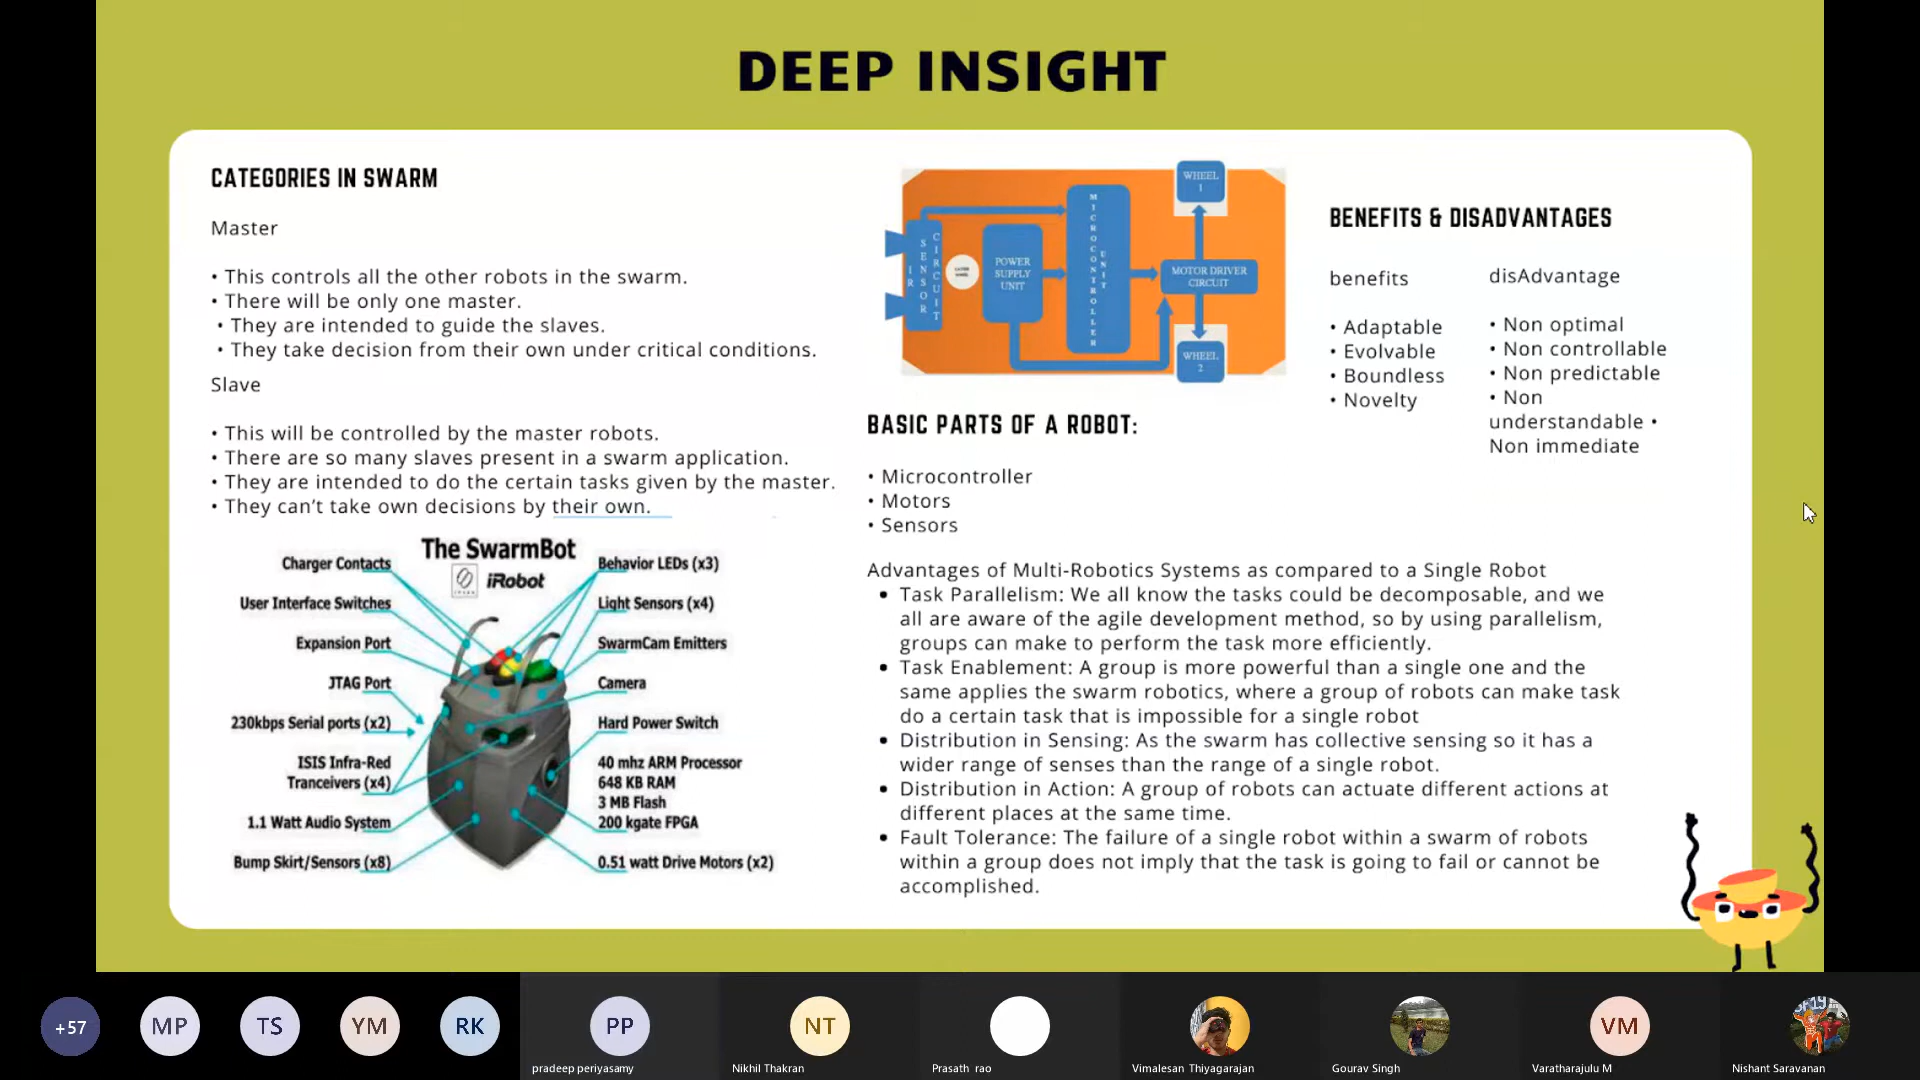 DEEP INSIGHT
CATEGORIES IN SWARM
Master
• This controls all the other robots in the swarm.
• There will be only one master.
• They are intended to guide the slaves.
• They take decision from their own under critical conditions.
Slave
• This will be controlled by the master robots.
• There are so many slaves present in a swarm application.
• They are intended to do the certain tasks given by the master.
• They can’t take own decisions by their own.
The SwarmBot
iRobot
Charger Contacts
User Interface Switches
Expansion Port
JTAG Port
230kbps Serial ports (x2)
ISIS Infra-Red
Tranceivers (x4)
1.1 Watt Audio System
Bump Skirt/Sensors (x8)
Behavior LEDs (x3)
Light Sensors (x4)
SwarmCam Emitters
Camera
Hard Power Switch
40 mhz ARM Processor
648 KB RAM
3 MB Flash
200 kgate FPGA
0.51 watt Drive Motors (x2)
IR
SENSOR
CIRCUIT
POWER
SUPPLY
UNIT
MICROCONTROLLER
UNIT
MOTOR DRIVER
CIRCUIT
WHEEL
1
WHEEL
2
BASIC PARTS OF A ROBOT:
• Microcontroller
• Motors
• Sensors
BENEFITS & DISADVANTAGES
benefits
• Adaptable
• Evolvable
• Boundless
• Novelty
disAdvantage
• Non optimal
• Non controllable
• Non predictable
• Non
understandable •
Non immediate
Advantages of Multi-Robotics Systems as compared to a Single Robot
• Task Parallelism: We all know the tasks could be decomposable, and we
all are aware of the agile development method, so by using parallelism,
groups can make to perform the task more efficiently.
• Task Enablement: A group is more powerful than a single one and the
same applies the swarm robotics, where a group of robots can make task
do a certain task that is impossible for a single robot
• Distribution in Sensing: As the swarm has collective sensing so it has a
wider range of senses than the range of a single robot.
• Distribution in Action: A group of robots can actuate different actions at
different places at the same time.
• Fault Tolerance: The failure of a single robot within a swarm of robots
within a group does not imply that the task is going to fail or cannot be
accomplished.
+57
MP
TS
YM
RK
PP
pradeep periyasamy
NT
Nikhil Thakran
Prasath rao
Vimalesan Thiyagarajan
Gourav Singh
VM
Varatharajulu M
Nishant Saravanan